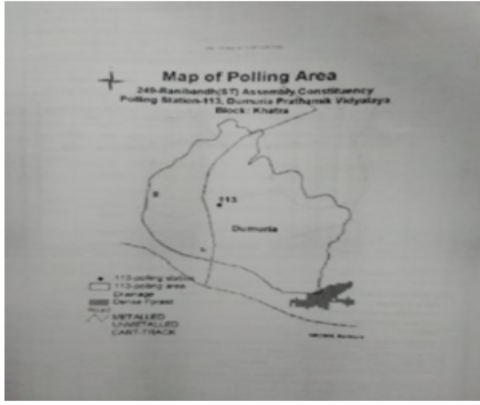 Map of Polling Area
249-Ranibandh(ST) Assembly Constituency
Polling Station-113, Dumuria Prathamik Vidyalaya
Block: Khatra
113
Dumuria
113-polling station
113-polling area
Drainage
Dense Forest
Road
METALLED
UNMETALLED
CART-TRACK